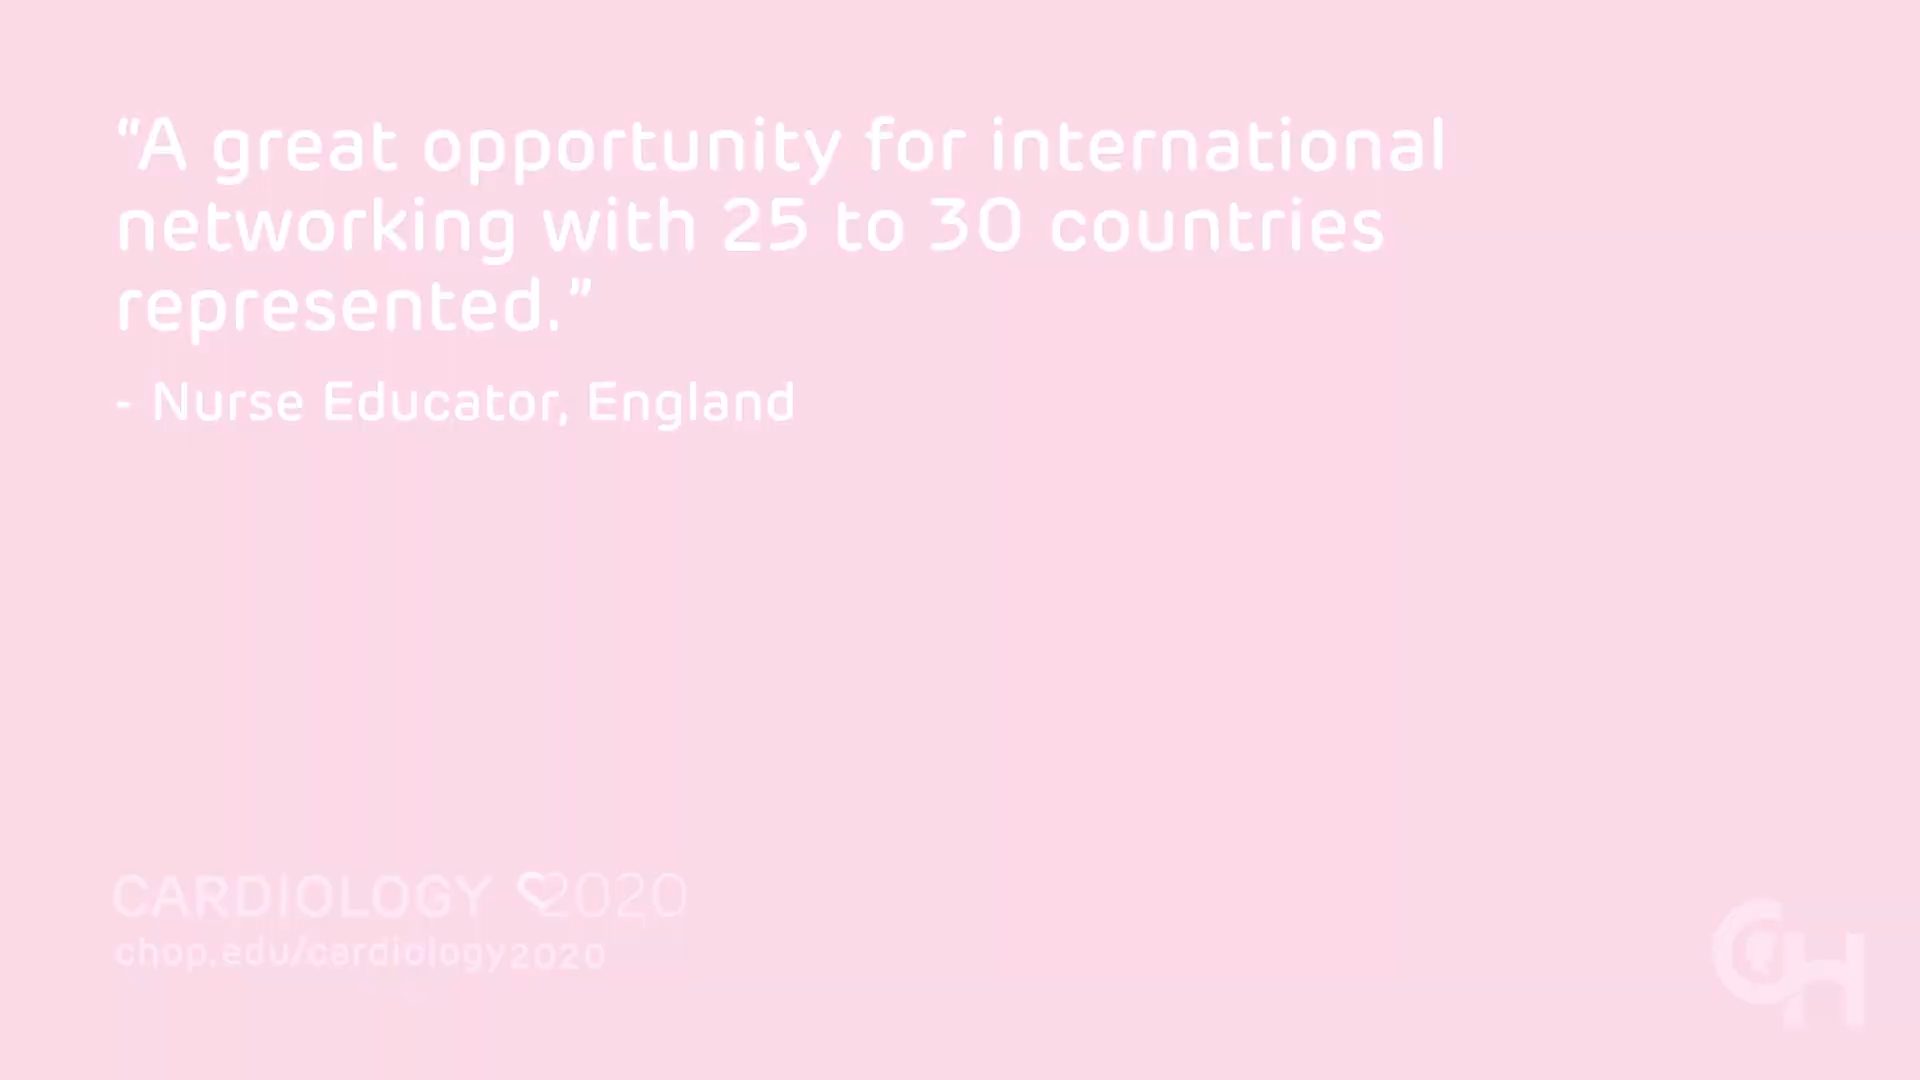 “A great opportunity for international
networking with 25 to 30 countries
represented.”
- Nurse Educator, England
CARDIOLOGY 2020
chop.edu/cardiology2020
CH